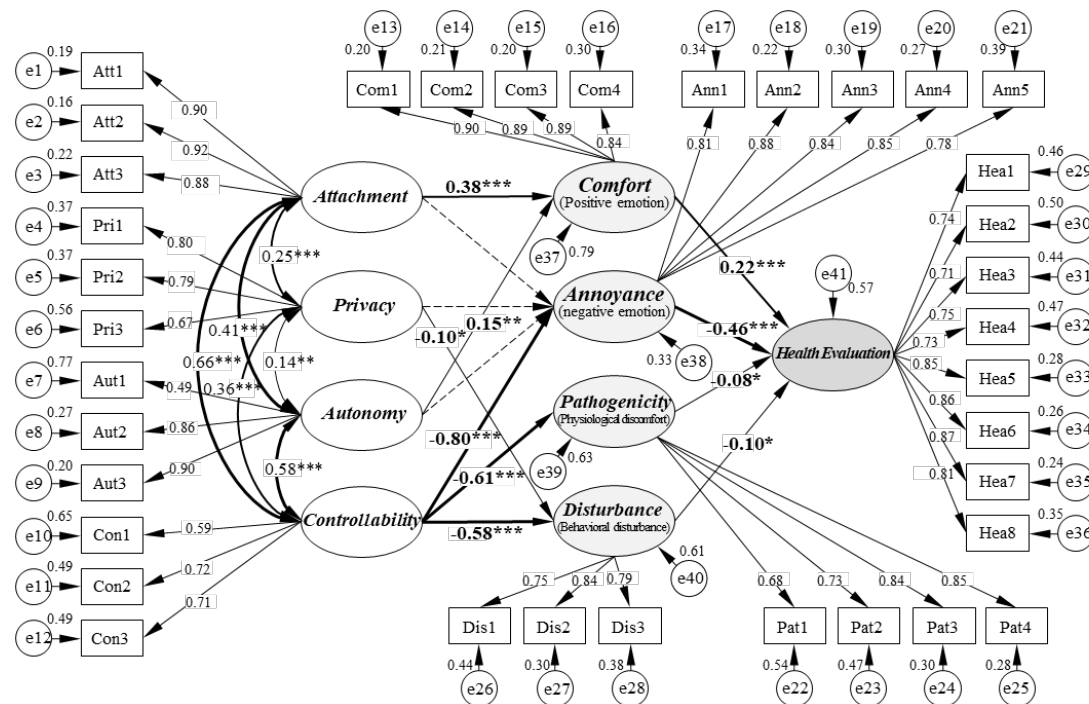 e13
e14
e15
e16
e17
e18
e19
e20
e21
0.20
0.21
0.20
0.30
0.34
0.22
0.30
0.27
0.39
Com1
Com2
Com3
Com4
Ann1
Ann2
Ann3
Ann4
Ann5
0.90
0.89
0.89
0.84
0.81
0.88
0.84
0.85
0.78
e1
0.19
Att1
0.90
e2
0.16
Att2
0.92
e3
0.22
Att3
0.88
e4
0.37
Pri1
0.80
e5
0.37
Pri2
0.79
e6
0.56
Pri3
0.67
e7
0.77
Aut1
0.49
e8
0.27
Aut2
0.86
e9
0.20
Aut3
0.90
e10
0.65
Con1
0.59
e11
0.49
Con2
0.72
e12
0.49
Con3
0.71
Attachment
Privacy
Autonomy
Controllability
0.25***
0.41***
0.66***
0.14**
0.36***
0.58***
0.38***
0.15**
-0.10*
-0.80***
-0.61***
-0.58***
Comfort
(Positive emotion)
e37
0.79
Annoyance
(negative emotion)
0.33
e38
Pathogenicity
(Physiological discomfort)
e39
0.63
Disturbance
(Behavioral disturbance)
0.61
e40
0.22***
-0.46***
-0.08*
-0.10*
e41
0.57
Health Evaluation
0.74
Hea1
0.46
e29
0.71
Hea2
0.50
e30
0.75
Hea3
0.44
e31
0.73
Hea4
0.47
e32
0.85
Hea5
0.28
e33
0.86
Hea6
0.26
e34
0.87
Hea7
0.24
e35
0.81
Hea8
0.35
e36
0.75
0.84
0.79
0.68
0.73
0.84
0.85
Dis1
Dis2
Dis3
Pat1
Pat2
Pat3
Pat4
0.44
0.30
0.38
0.54
0.47
0.30
0.28
e26
e27
e28
e22
e23
e24
e25